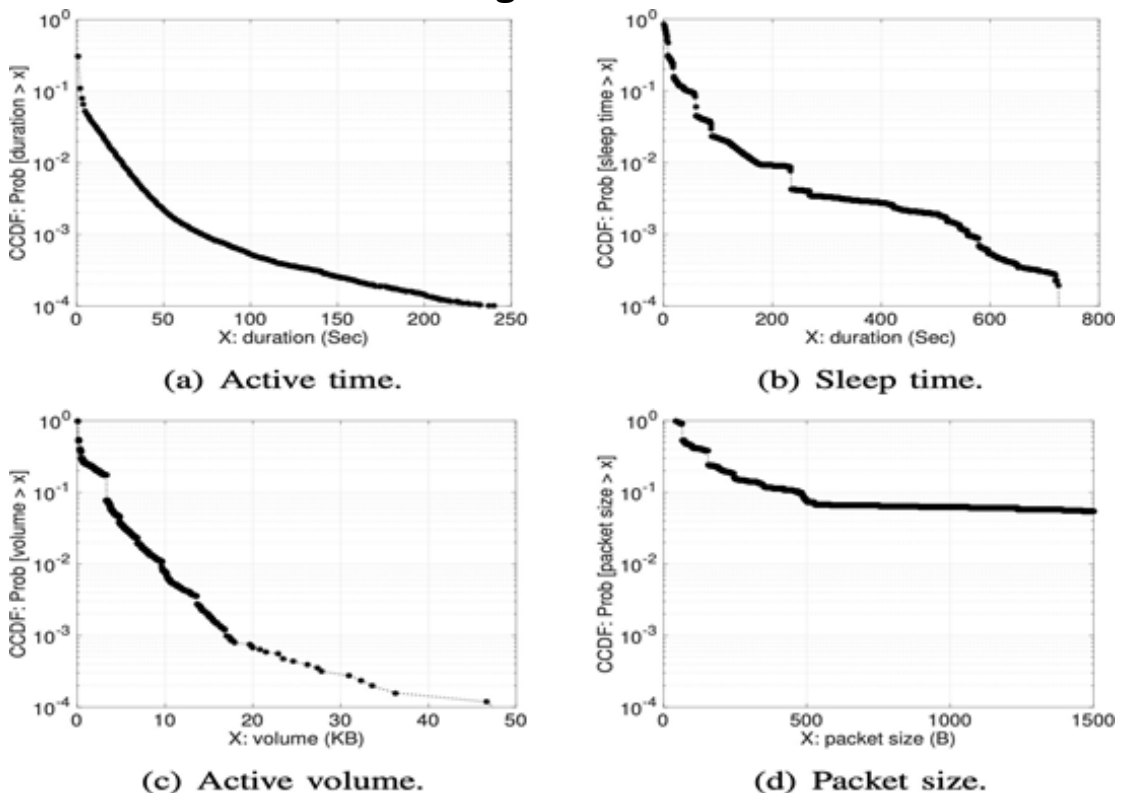 10^0
10^-1
10^-2
10^-3
10^-4
CCDF: Prob [duration > x]
0 50 100 150 200 250
X: duration (Sec)
(a) Active time.
10^0
10^-1
10^-2
10^-3
10^-4
CCDF: Prob [sleep time > x]
0 200 400 600 800
X: duration (Sec)
(b) Sleep time.
10^0
10^-1
10^-2
10^-3
10^-4
CCDF: Prob [volume > x]
0 10 20 30 40 50
X: volume (KB)
(c) Active volume.
10^0
10^-1
10^-2
10^-3
10^-4
CCDF: Prob [packet size > x]
0 500 1000 1500
X: packet size (B)
(d) Packet size.